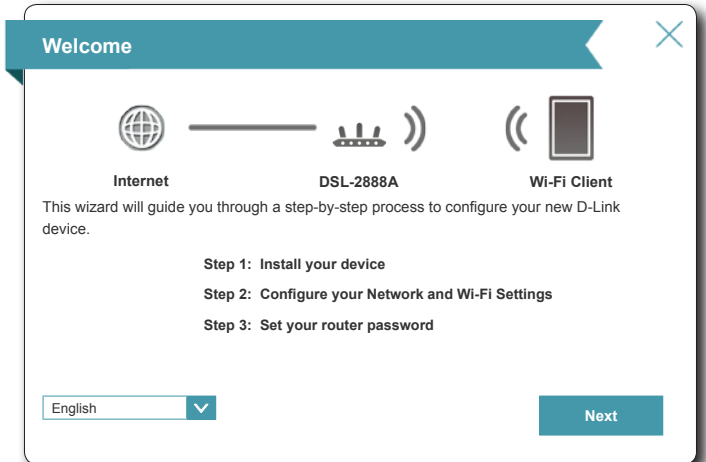 Welcome
Internet
DSL-2888A
Wi-Fi Client
This wizard will guide you through a step-by-step process to configure your new D-Link
device.
Step 1: Install your device
Step 2: Configure your Network and Wi-Fi Settings
Step 3: Set your router password
English
Next